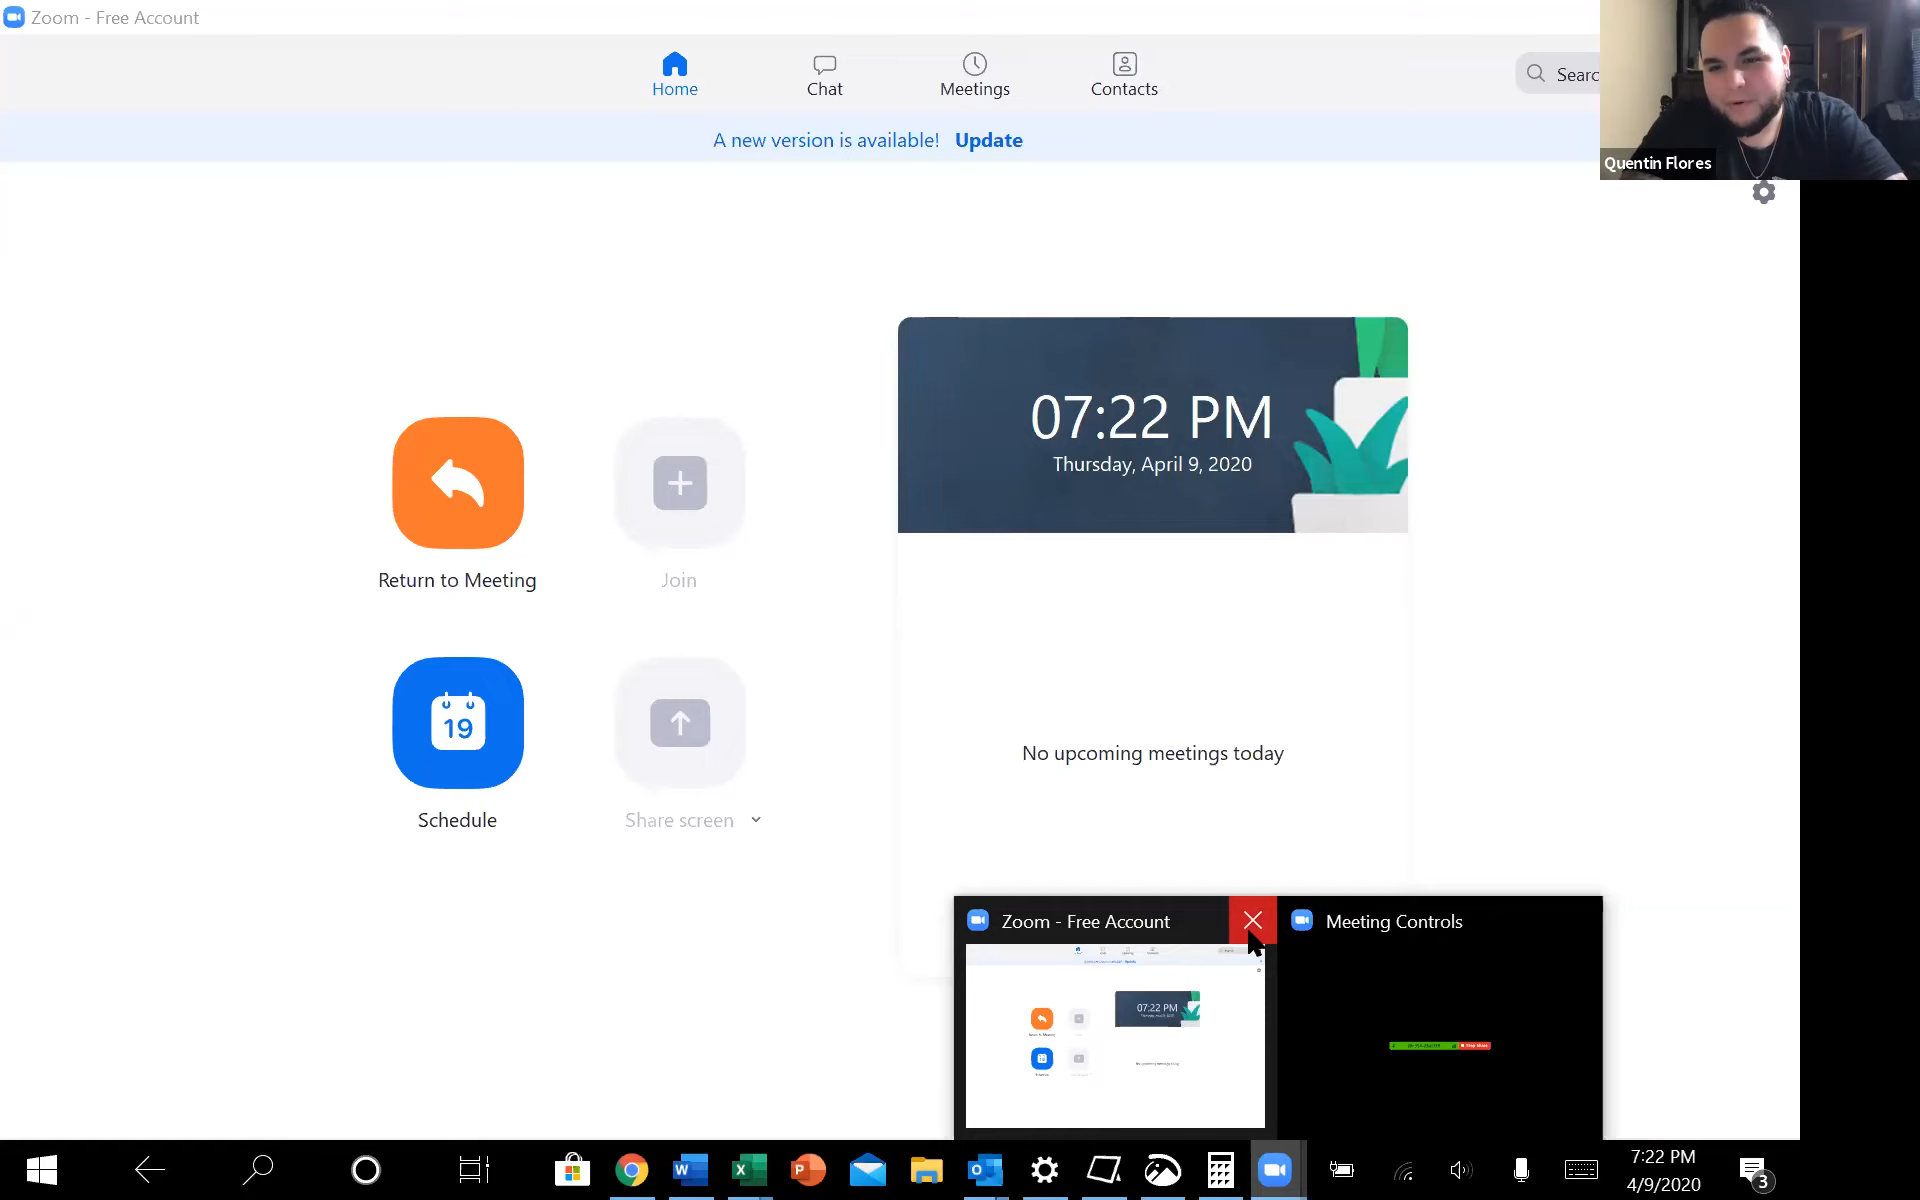 Zoom - Free Account
Home
Chat
Meetings
Contacts
Searc
Quentin Flores
A new version is available! Update
07:22 PM
Thursday, April 9, 2020
Return to Meeting
Join
19
Schedule
Share screen
No upcoming meetings today
Zoom - Free Account
Meeting Controls
07:22 PM
W
X
P
O
7:22 PM
4/9/2020
3